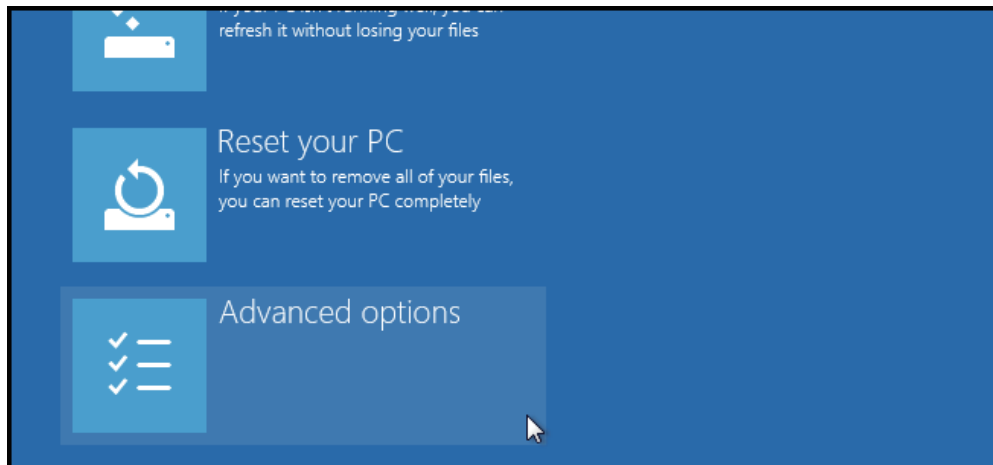 refresh it without losing your files
Reset your PC
If you want to remove all of your files,
you can reset your PC completely
Advanced options